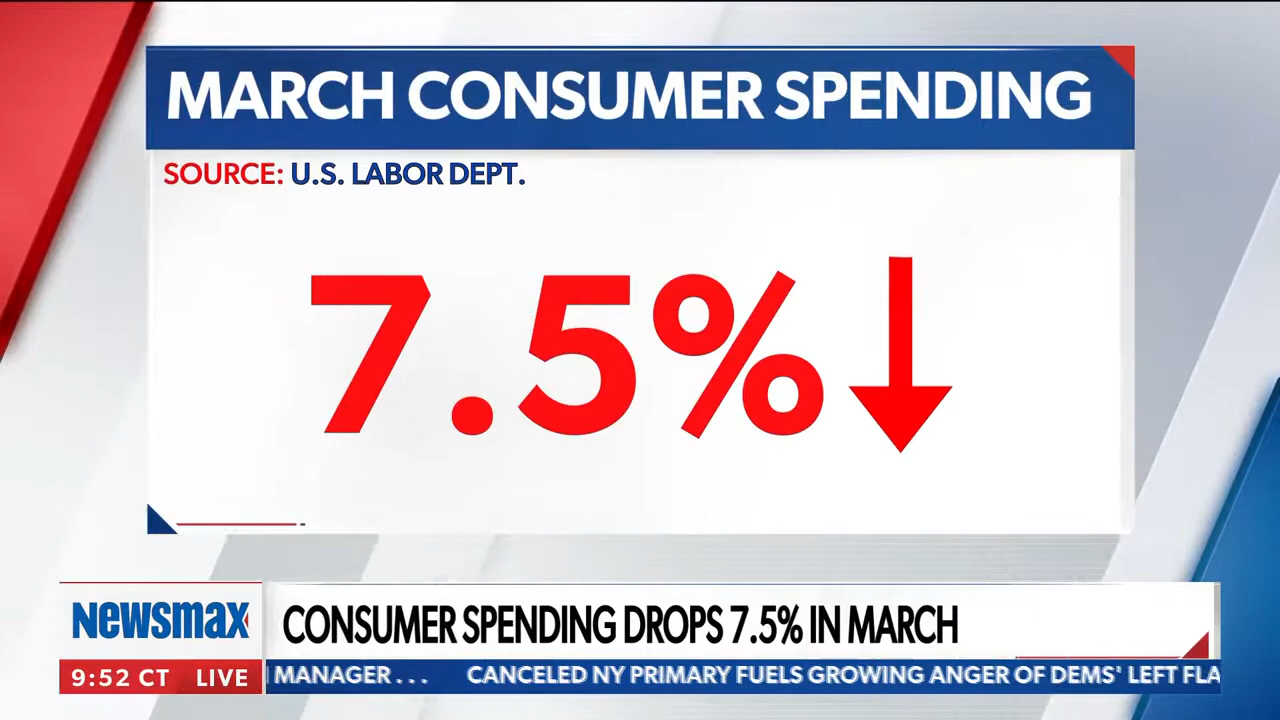 MARCH CONSUMER SPENDING
SOURCE: U.S. LABOR DEPT.
7.5%
NEWSMAX
CONSUMER SPENDING DROPS 7.5% IN MARCH
9:52 CT LIVE
MANAGER... CANCELED NY PRIMARY FUELS GROWING ANGER OF DEMS' LEFT